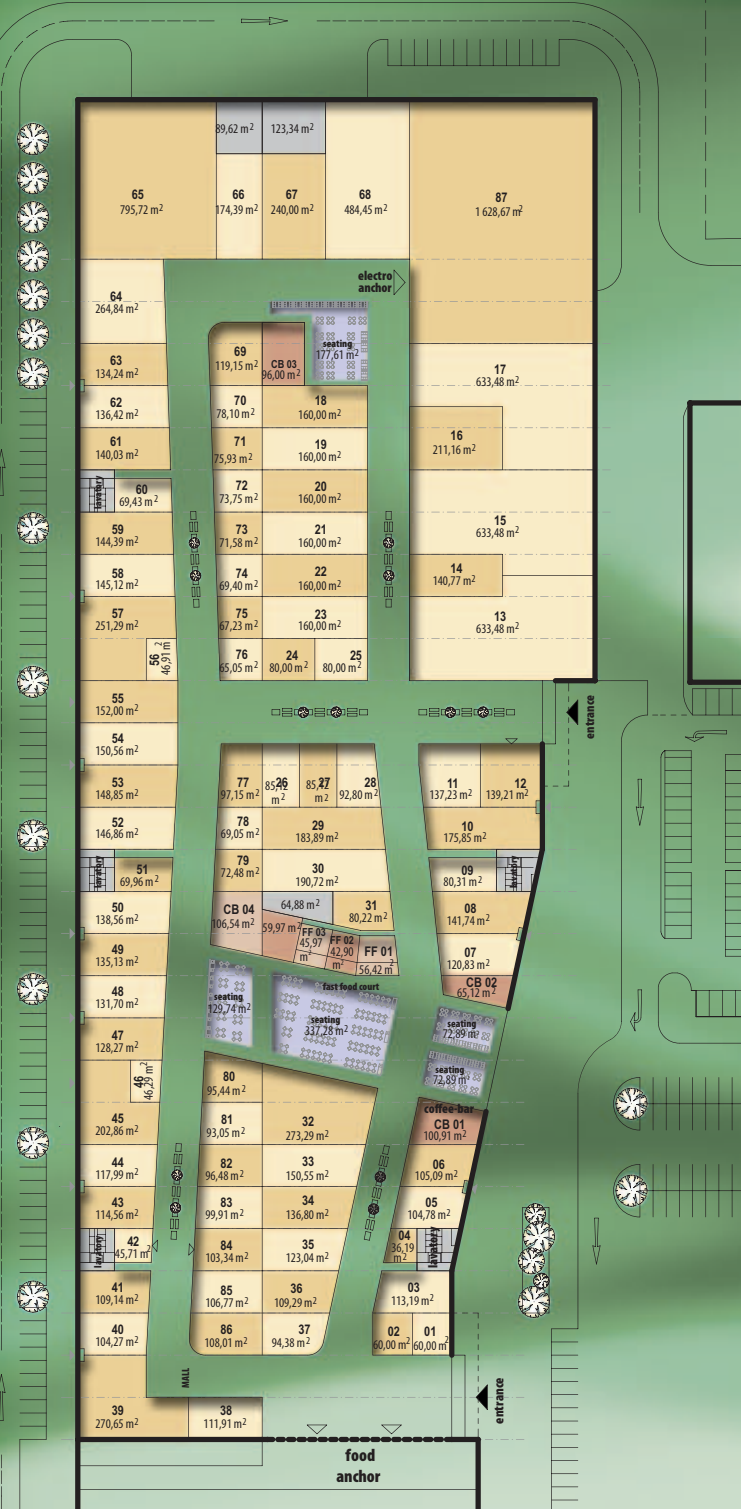 89,62 m²
123,34 m²
65
795,72 m²
66
174,39 m²
67
240,00 m²
68
484,45 m²
87
1 628,67 m²
electro
anchor
64
264,84 m²
seating
177,61 m²
69
119,15 m²
CB 03
96,00 m²
63
134,24 m²
17
633,48 m²
62
136,42 m²
70
78,10 m²
18
160,00 m²
61
140,03 m²
71
75,93 m²
19
160,00 m²
16
211,16 m²
lavatory
60
69,43 m²
72
73,75 m²
20
160,00 m²
59
144,39 m²
73
71,58 m²
21
160,00 m²
15
633,48 m²
58
145,12 m²
74
69,40 m²
22
160,00 m²
14
140,77 m²
57
251,29 m²
75
67,23 m²
23
160,00 m²
13
633,48 m²
56
46,91 m²
76
65,05 m²
24
80,00 m²
25
80,00 m²
55
152,00 m²
entrance
54
150,56 m²
53
148,85 m²
77
97,15 m²
26
85,42 m²
27
85,42 m²
28
92,80 m²
11
137,23 m²
12
139,21 m²
52
146,86 m²
78
69,05 m²
29
183,89 m²
10
175,85 m²
lavatory
51
69,96 m²
79
72,48 m²
30
190,72 m²
09
80,31 m²
lavatory
50
138,56 m²
CB 04
106,54 m²
64,88 m²
31
80,22 m²
08
141,74 m²
59,97 m²
FF 03
45,97 m²
FF 02
42,90 m²
FF 01
56,42 m²
49
135,13 m²
07
120,83 m²
48
131,70 m²
seating
129,74 m²
fast food court
seating
337,28 m²
CB 02
65,12 m²
47
128,27 m²
seating
72,89 m²
46
46,29 m²
seating
72,89 m²
80
95,44 m²
coffee-bar
CB 01
100,91 m²
45
202,86 m²
81
93,05 m²
32
273,29 m²
44
117,99 m²
82
96,48 m²
33
150,55 m²
06
105,09 m²
43
114,56 m²
83
99,91 m²
34
136,80 m²
05
104,78 m²
lavatory
42
45,71 m²
84
103,34 m²
35
123,04 m²
04
36,19 m²
lavatory
41
109,14 m²
85
106,77 m²
36
109,29 m²
03
113,19 m²
40
104,27 m²
86
108,01 m²
37
94,38 m²
02
60,00 m²
01
60,00 m²
MALL
39
270,65 m²
38
111,91 m²
entrance
food
anchor